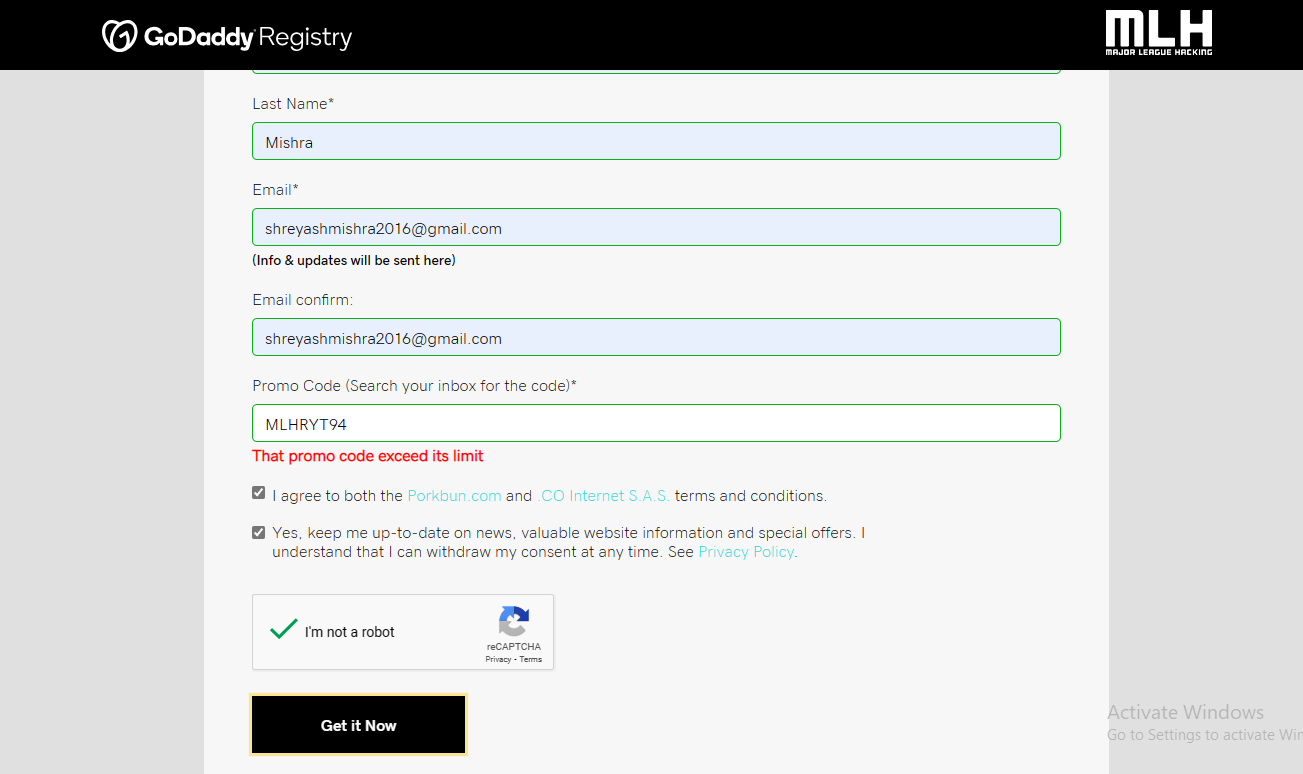 GoDaddy Registry
MLH
MAJOR LEAGUE HACKING
Last Name*
Mishra
Email*
shreyashmishra2016@gmail.com
(Info & updates will be sent here)
Email confirm:
shreyashmishra2016@gmail.com
Promo Code (Search your inbox for the code)*
MLHRYT94
That promo code exceed its limit
I agree to both the Porkbun.com and .CO Internet S.A.S. terms and conditions.
Yes, keep me up-to-date on news, valuable website information and special offers. I
understand that I can withdraw my consent at any time. See Privacy Policy.
I'm not a robot
reCAPTCHA
Privacy - Terms
Get it Now
Activate Windows
Go to Settings to activate Win